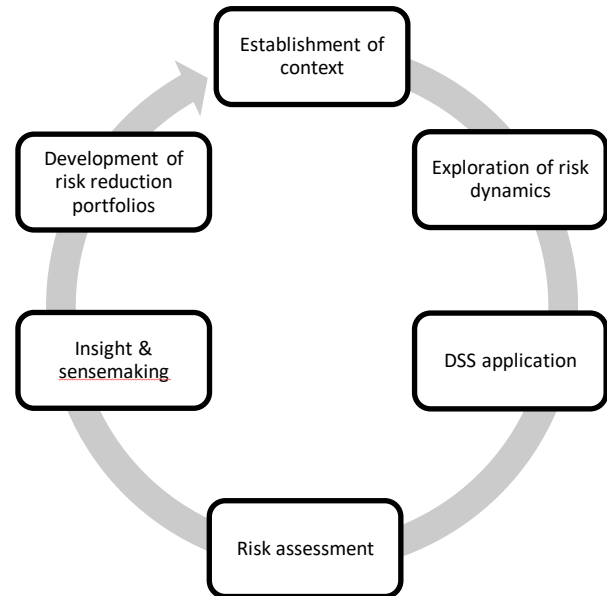 Establishment of
context
Exploration of risk
dynamics
DSS application
Risk assessment
Insight &
sensemaking
Development of
risk reduction
portfolios